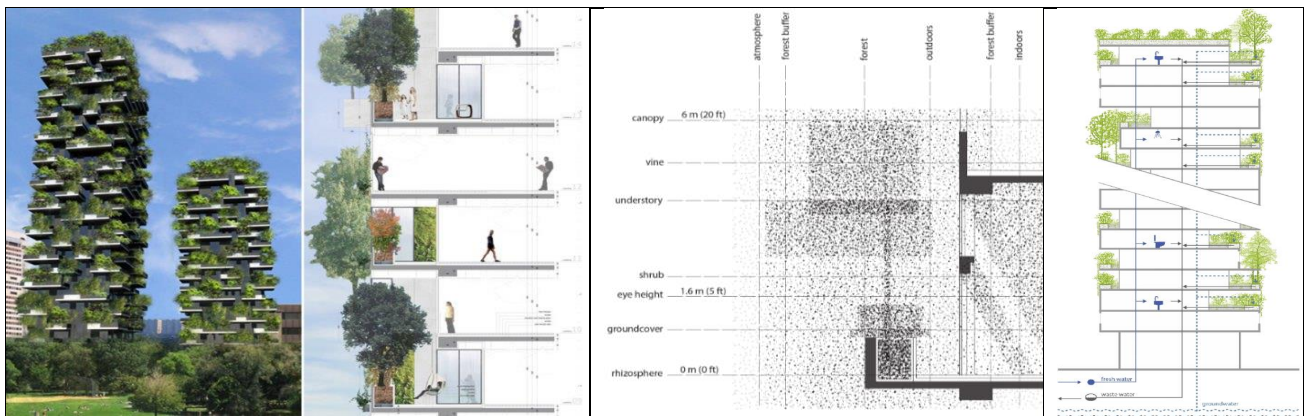 atmosphere
forest buffer
forest
outdoors
forest buffer
indoors
canopy 6 m (20 ft)
vine
understory
shrub
eye height 1.6 m (5 ft)
groundcover
rhizosphere 0 m (0 ft)
fresh water
waste water
groundwater